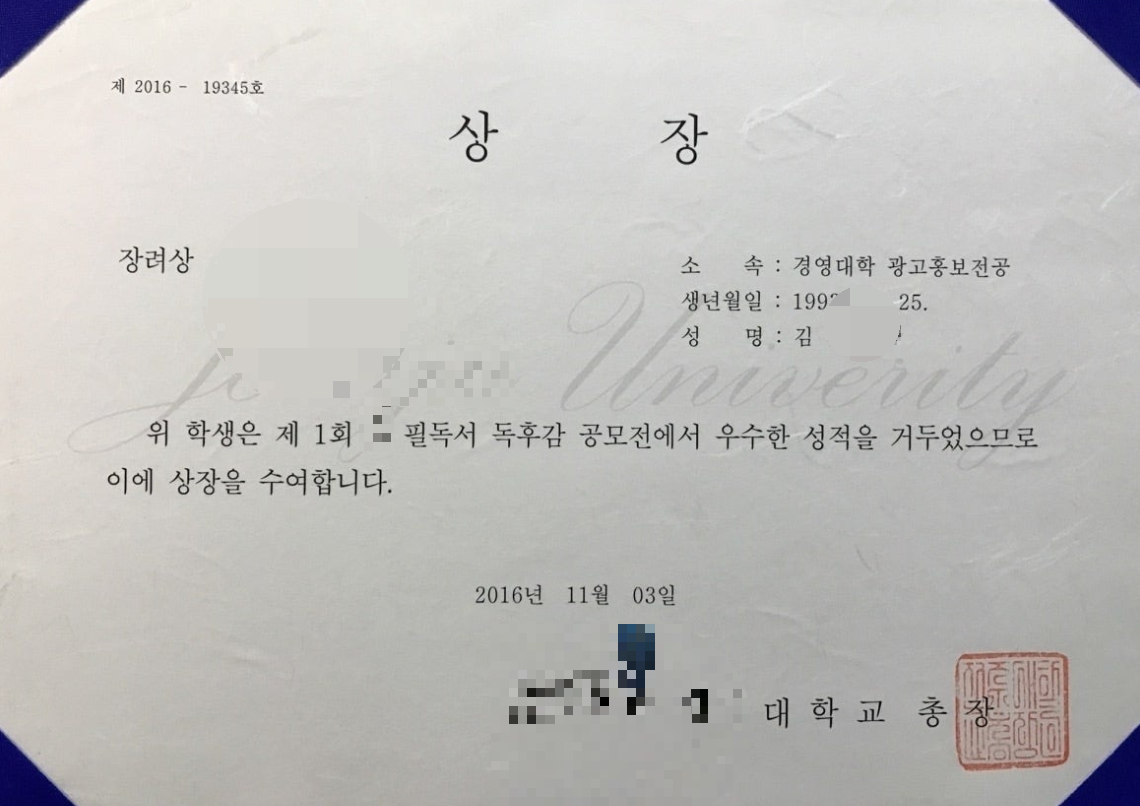 제 2016 - 19345호
상 장
장려상
소 속 : 경영대학 광고홍보전공
생년월일 : 199 25.
성 명 : 김
Univerity
위 학생은 제 1회 필독서 독후감 공모전에서 우수한 성적을 거두었으므로
이에 상장을 수여합니다.
2016년 11월 03일
대학교 총장